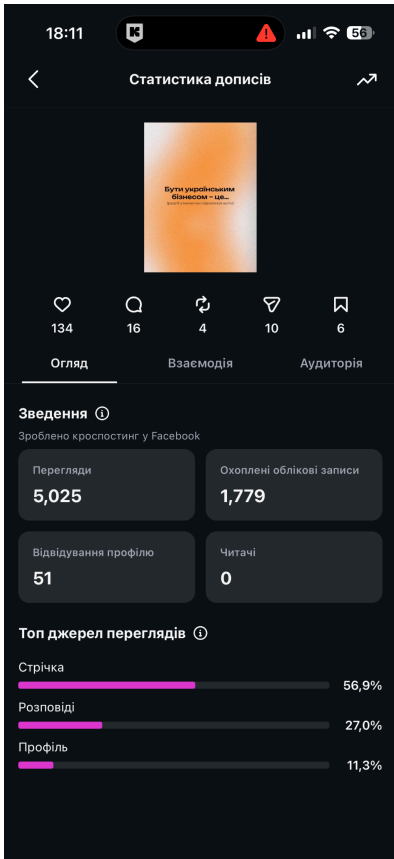 18:11
56
Статистика дописів
Бути українським
бізнесом – це...
134
16
4
10
6
Огляд
Взаємодія
Аудиторія
Зведення
Зроблено кроспостинг у Facebook
Перегляди
5,025
Охоплені облікові записи
1,779
Відвідування профілю
51
Читачі
0
Топ джерел переглядів
Стрічка
56,9%
Розповіді
27,0%
Профіль
11,3%